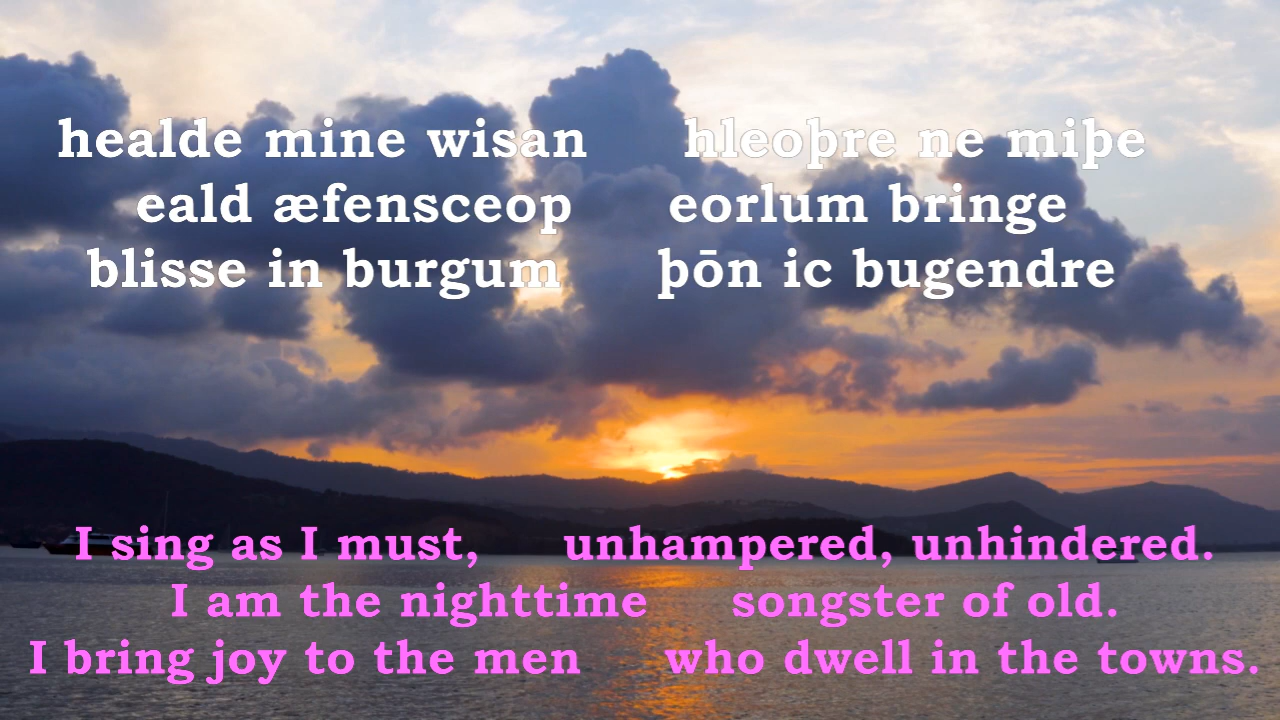 healde mine wisan hleoþre ne miþe
eald æfensceop eorlum bringe
blisse in burgum þōn ic bugendre
I sing as I must, unhampered, unhindered.
I am the nighttime songster of old.
I bring joy to the men who dwell in the towns.